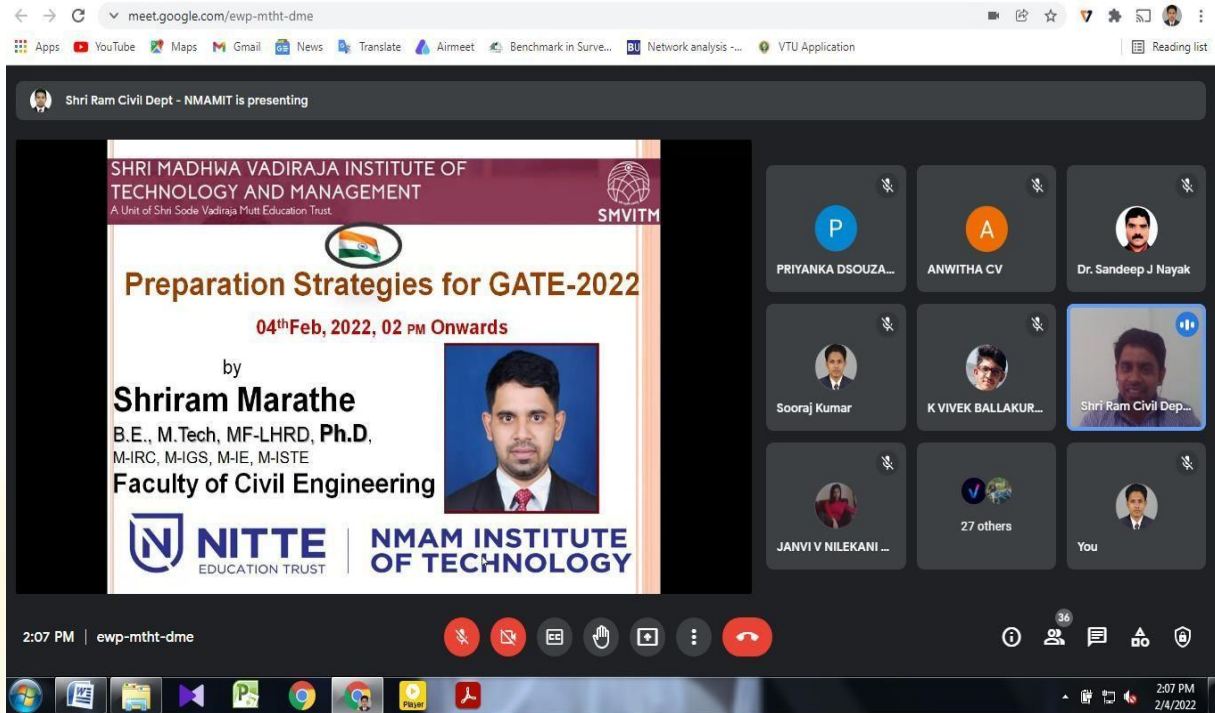 meet.google.com/ewp-mtht-dme
Apps YouTube Maps Gmail News Translate Airmeet Benchmark in Surve... BU Network analysis -... VTU Application Reading list
Shri Ram Civil Dept - NMAMIT is presenting
SHRI MADHWA VADIRAJA INSTITUTE OF
TECHNOLOGY AND MANAGEMENT
A Unit of Shri Sode Vadiraja Mutt Education Trust
SMVITM
Preparation Strategies for GATE-2022
04thFeb, 2022, 02 PM Onwards
by
Shriram Marathe
B.E., M.Tech, MF-LHRD, Ph.D,
M-IRC, M-IGS, M-IE, M-ISTE
Faculty of Civil Engineering
N NITTE
EDUCATION TRUST
NMAM INSTITUTE
OF TECHNOLOGY
P
PRIYANKA DSOUZA...
A
ANWITHA CV
Dr. Sandeep J Nayak
Sooraj Kumar
K VIVEK BALLAKUR...
Shri Ram Civil Dep...
JANVI V NILEKANI ...
27 others
You
2:07 PM | ewp-mtht-dme
CC
36
Player
2:07 PM
2/4/2022